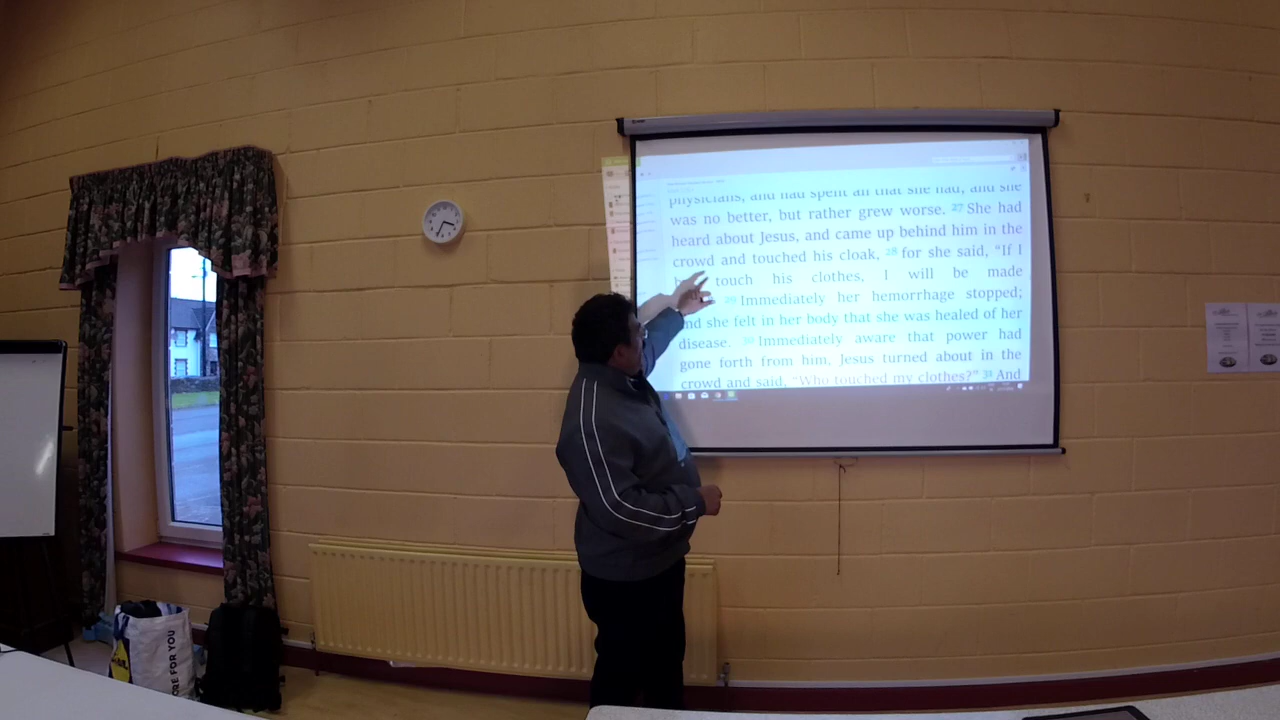 physicians, and had spent all that she had, and she
was no better, but rather grew worse. 27 She had
heard about Jesus, and came up behind him in the
crowd and touched his cloak, 28 for she said, "If I
touch his clothes, I will be made
29 Immediately her hemorrhage stopped;
and she felt in her body that she was healed of her
disease. 30 Immediately aware that power had
gone forth from him, Jesus turned about in the
crowd and said, "Who touched my clothes?" 31 And
ORE FOR YOU